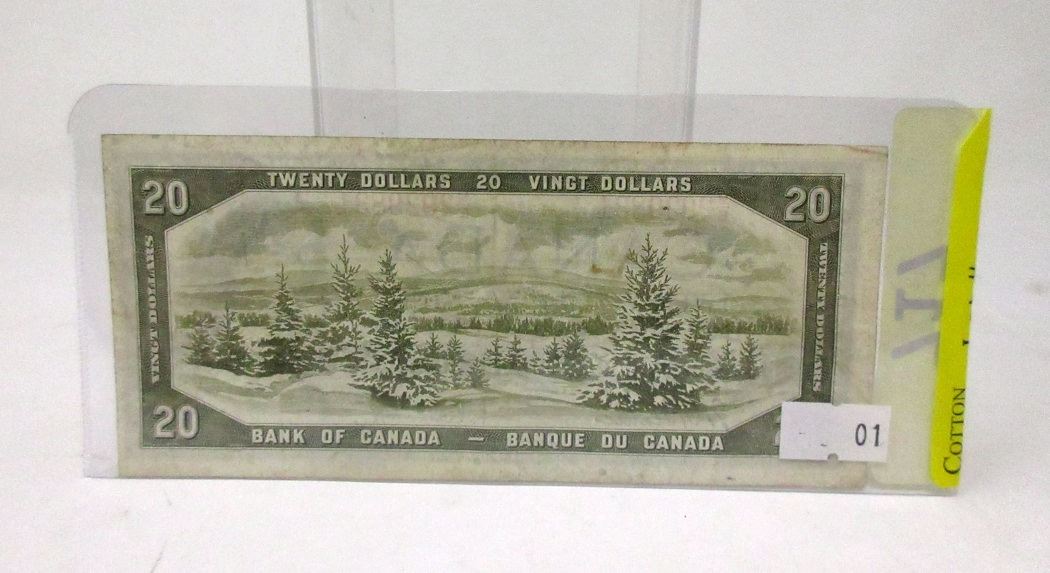 20 TWENTY DOLLARS 20 VINGT DOLLARS 20
VINGT DOLLARS
TWENTY DOLLARS
20 BANK OF CANADA — BANQUE DU CANADA
01
COTTON